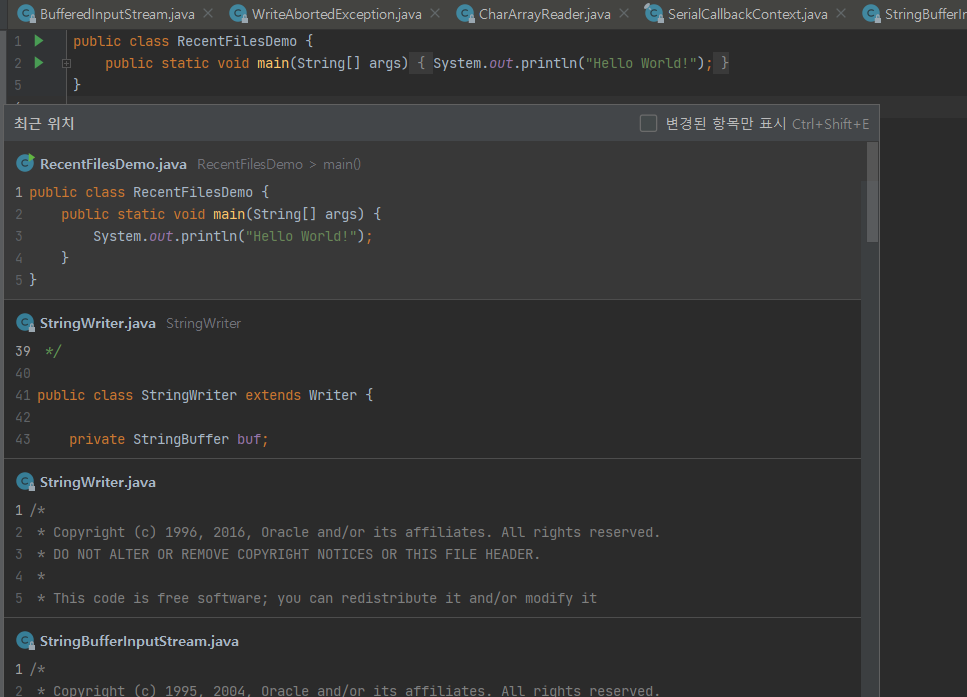 BufferedInputStream.java WriteAbortedException.java CharArrayReader.java SerialCallbackContext.java
1 public class RecentFilesDemo {
2 public static void main(String[] args) { System.out.println("Hello World!"); }
5 }
최근 위치 변경된 항목만 표시 Ctrl+Shift+E
RecentFilesDemo.java RecentFilesDemo > main()
1 public class RecentFilesDemo {
2 public static void main(String[] args) {
3 System.out.println("Hello World!");
4 }
5 }
StringWriter.java StringWriter
39 */
40
41 public class StringWriter extends Writer {
42
43 private StringBuffer buf;
StringWriter.java
1 /*
2 * Copyright (c) 1996, 2016, Oracle and/or its affiliates. All rights reserved.
3 * DO NOT ALTER OR REMOVE COPYRIGHT NOTICES OR THIS FILE HEADER.
4 *
5 * This code is free software; you can redistribute it and/or modify it
StringBufferInputStream.java
1 /*
2 * Copyright (c) 1995, 2004, Oracle and/or its affiliates. All rights reserved.